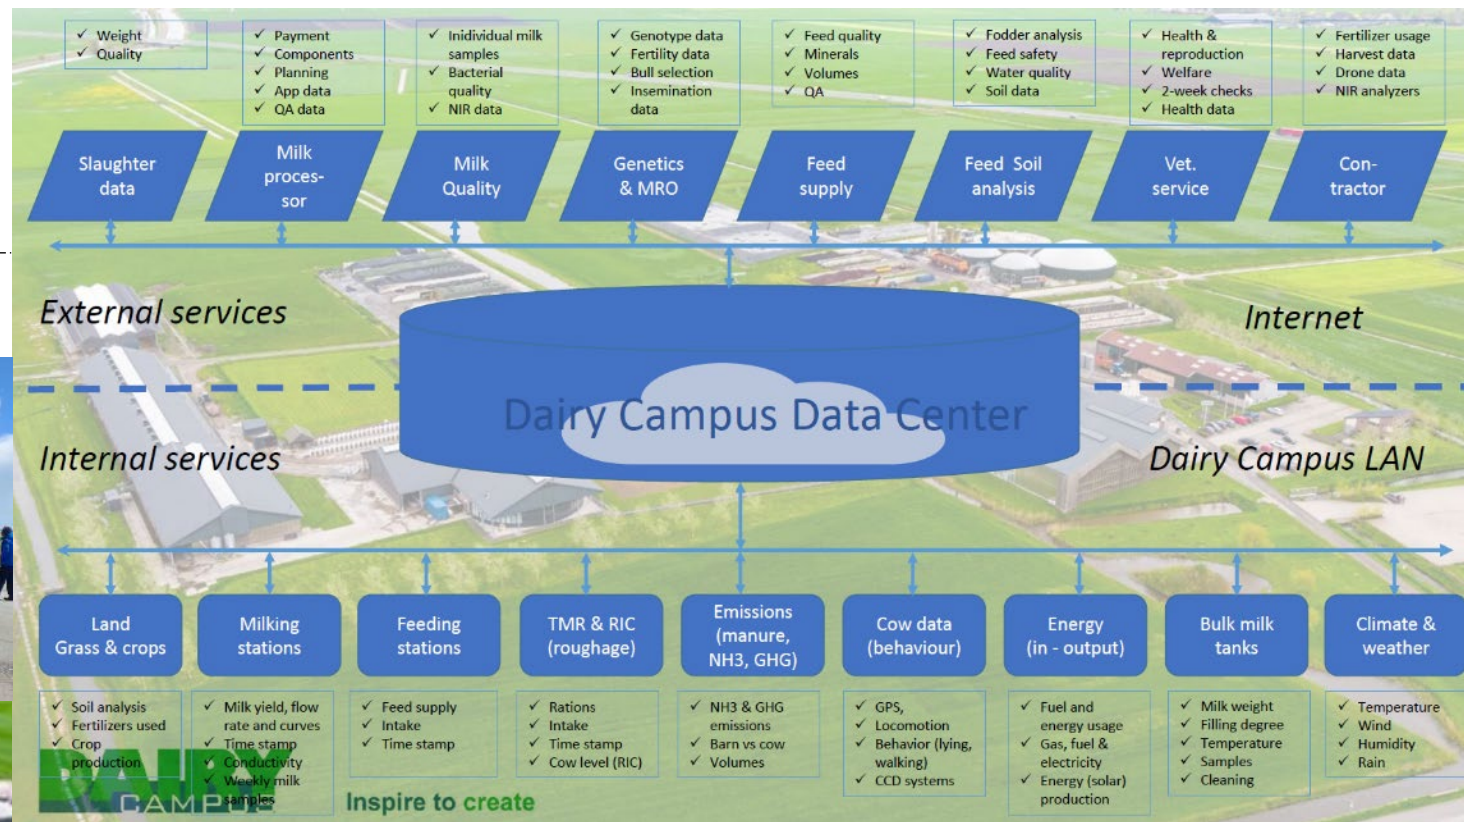 ✓ Weight
✓ Quality
✓ Payment
✓ Components
✓ Planning
✓ App data
✓ QA data
✓ Inidividual milk
samples
✓ Bacterial
quality
✓ NIR data
✓ Genotype data
✓ Fertility data
✓ Bull selection
✓ Insemination
data
✓ Feed quality
✓ Minerals
✓ Volumes
✓ QA
✓ Fodder analysis
✓ Feed safety
✓ Water quality
✓ Soil data
✓ Health &
reproduction
✓ Welfare
✓ 2-week checks
✓ Health data
✓ Fertilizer usage
✓ Harvest data
✓ Drone data
✓ NIR analyzers
Slaughter
data
Milk
proces-
sor
Milk
Quality
Genetics
& MRO
Feed
supply
Feed Soil
analysis
Vet.
service
Con-
tractor
External services
Internet
Dairy Campus Data Center
Internal services
Dairy Campus LAN
Land
Grass & crops
Milking
stations
Feeding
stations
TMR & RIC
(roughage)
Emissions
(manure,
NH3, GHG)
Cow data
(behaviour)
Energy
(in - output)
Bulk milk
tanks
Climate &
weather
✓ Soil analysis
✓ Fertilizers used
✓ Crop
production
✓ Milk yield, flow
rate and curves
✓ Time stamp
✓ Conductivity
✓ Weekly milk
samples
✓ Feed supply
✓ Intake
✓ Time stamp
✓ Rations
✓ Intake
✓ Time stamp
✓ Cow level (RIC)
✓ NH3 & GHG
emissions
✓ Barn vs cow
✓ Volumes
✓ GPS,
✓ Locomotion
✓ Behavior (lying,
walking)
✓ CCD systems
✓ Fuel and
energy usage
✓ Gas, fuel &
electricity
✓ Energy (solar)
production
✓ Milk weight
✓ Filling degree
✓ Temperature
✓ Samples
✓ Cleaning
✓ Temperature
✓ Wind
✓ Humidity
✓ Rain
DAIRY
CAMPUS
Inspire to create